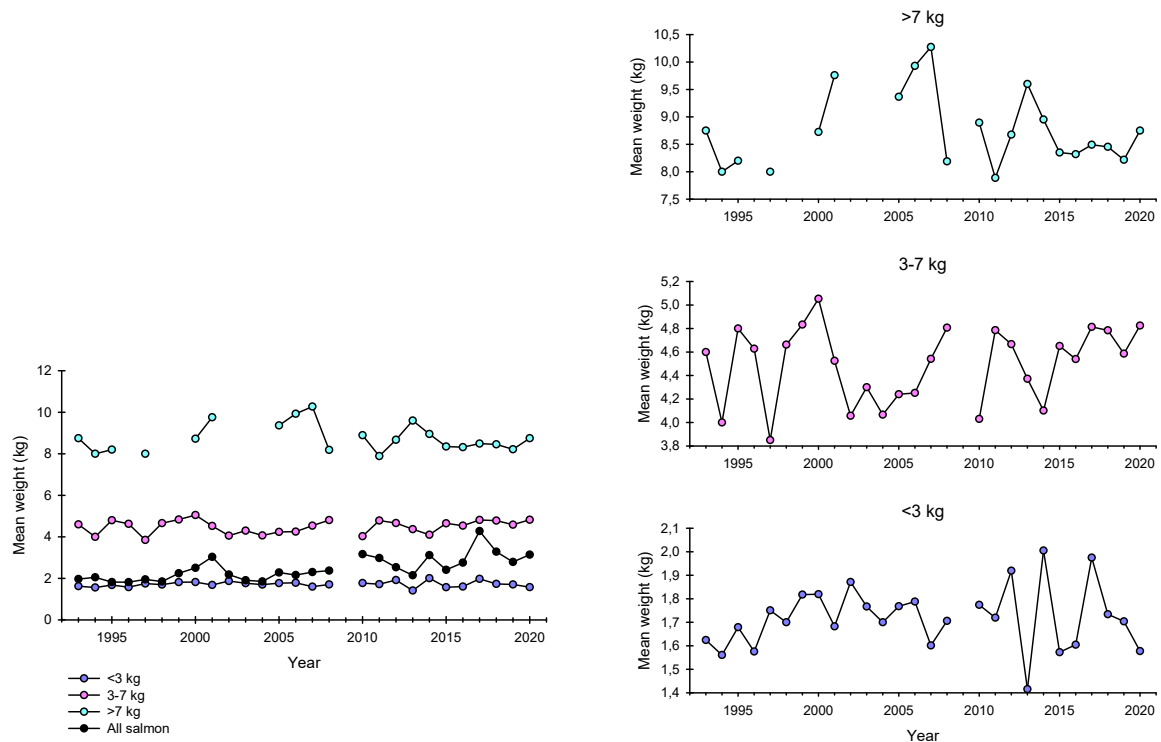 12
10
8
6
4
2
0
Mean weight (kg)
1995 2000 2005 2010 2015 2020
Year
<3 kg
3-7 kg
>7 kg
All salmon
>7 kg
10,5
10,0
9,5
9,0
8,5
8,0
7,5
Mean weight (kg)
1995 2000 2005 2010 2015 2020
3-7 kg
5,2
5,0
4,8
4,6
4,4
4,2
4,0
3,8
Mean weight (kg)
1995 2000 2005 2010 2015 2020
<3 kg
2,1
2,0
1,9
1,8
1,7
1,6
1,5
1,4
Mean weight (kg)
1995 2000 2005 2010 2015 2020
Year